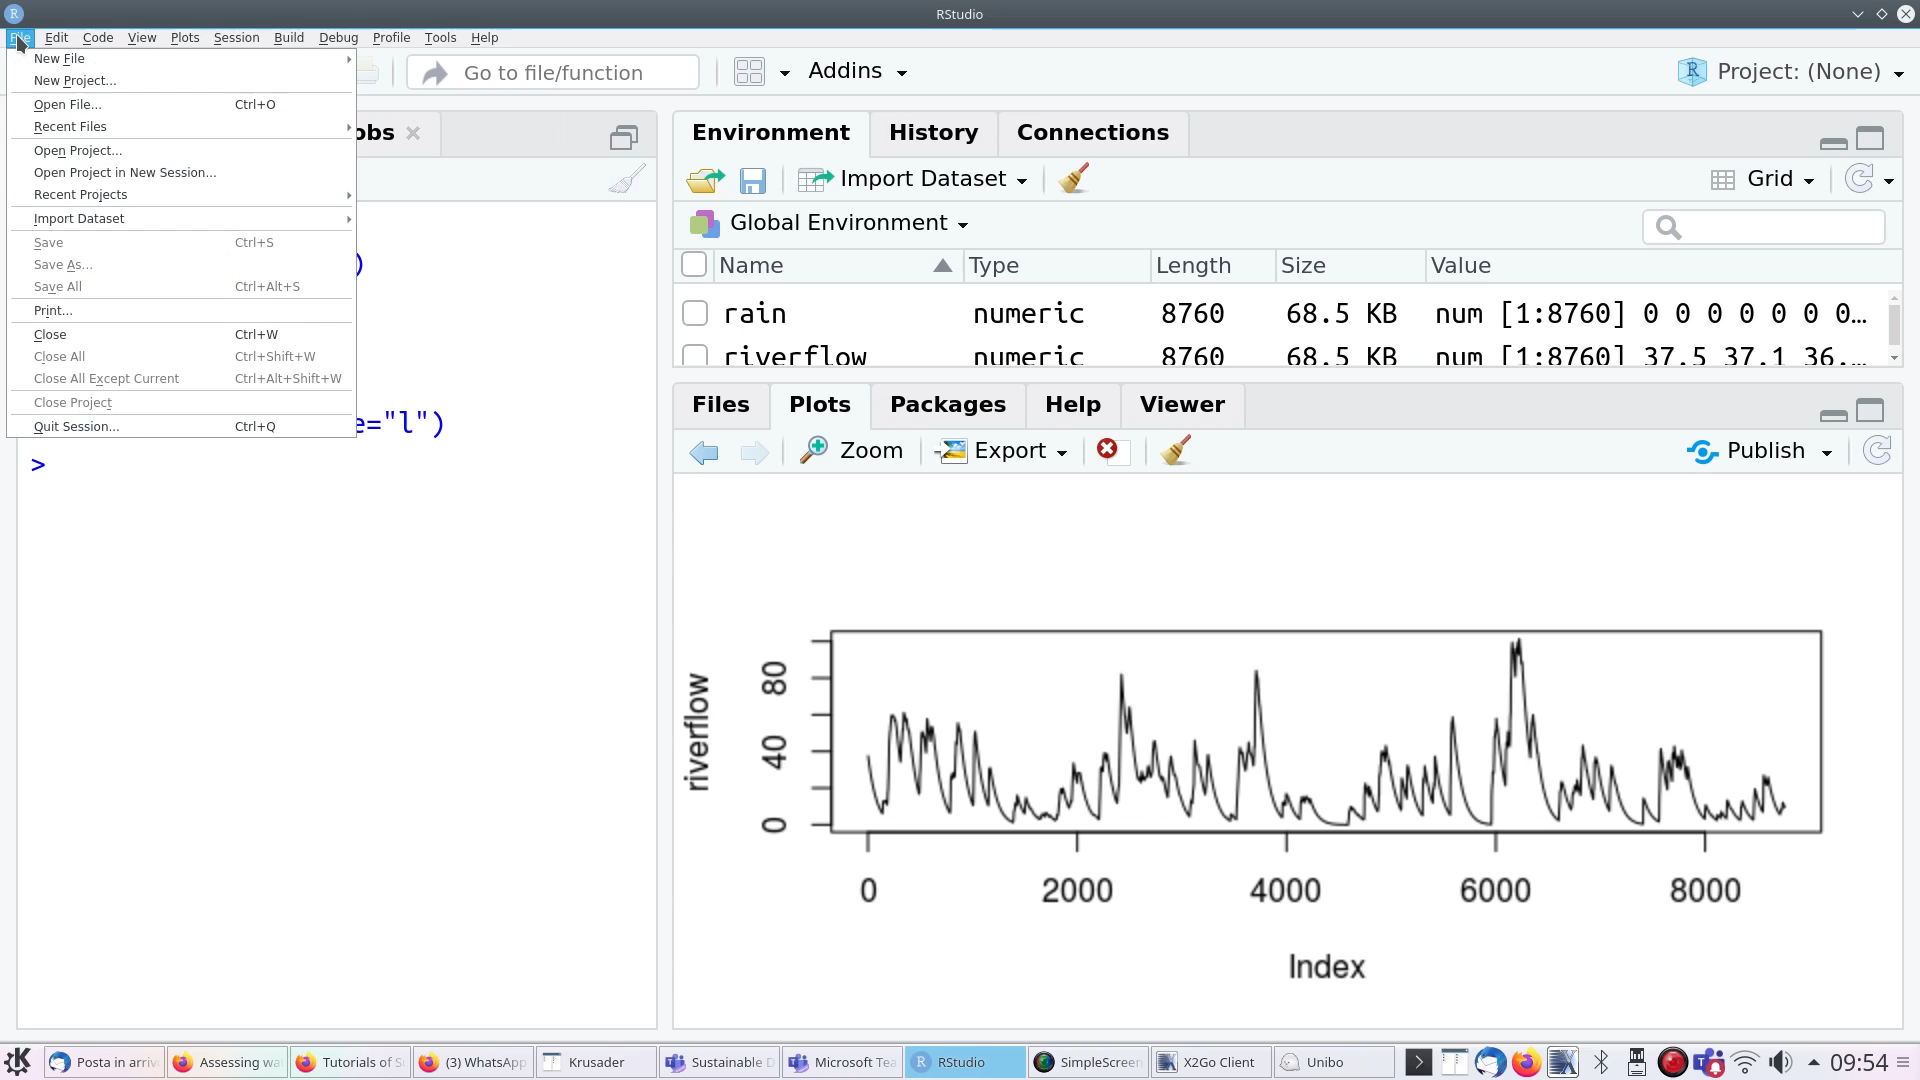 RStudio
File Edit Code View Plots Session Build Debug Profile Tools Help
New File
New Project...
Open File... Ctrl+O
Recent Files
Open Project...
Open Project in New Session...
Recent Projects
Import Dataset
Save Ctrl+S
Save As...
Save All Ctrl+Alt+S
Print...
Close Ctrl+W
Close All Ctrl+Shift+W
Close All Except Current Ctrl+Alt+Shift+W
Close Project
Quit Session... Ctrl+Q
Go to file/function
Addins
Project: (None)
obs
)
e="l")
>
Environment History Connections
Import Dataset
Grid
Global Environment
Name Type Length Size Value
rain numeric 8760 68.5 KB num [1:8760] 0 0 0 0 0 0 0…
riverflow numeric 8760 68.5 KB num [1:8760] 37.5 37.1 36.…
Files Plots Packages Help Viewer
Zoom Export Publish
riverflow
80
40
0
0 2000 4000 6000 8000
Index
Posta in arri Assessing wa Tutorials of S (3) WhatsApp Krusader Sustainable D Microsoft Tea RStudio SimpleScreen X2Go Client Unibo 09:54